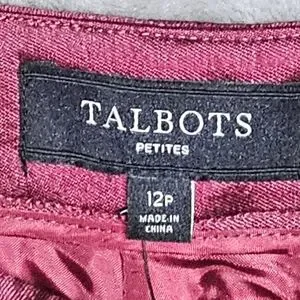 TALBOTS
PETITES
12P
MADE IN
CHINA